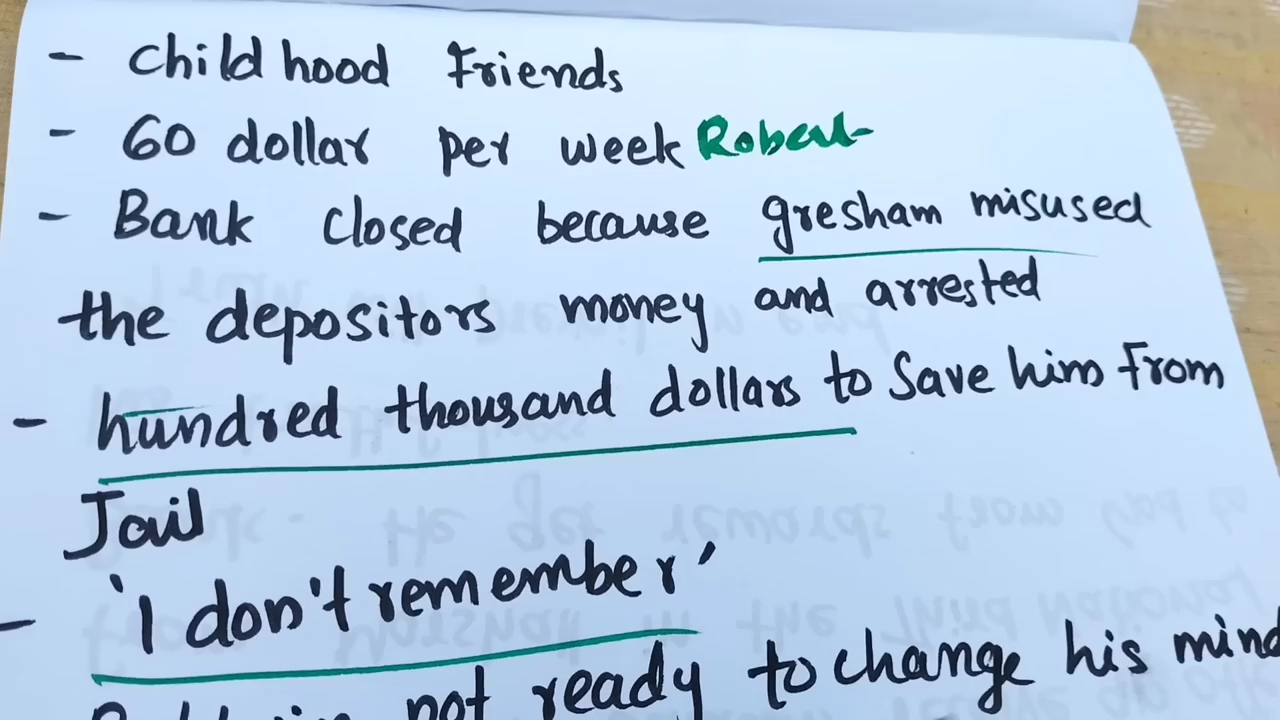 - Childhood Friends
- 60 dollar per week Robert
- Bank closed because gresham misused
the depositors money and arrested
- hundred thousand dollars to save him from
Jail
- 'I don't remember'
not ready to change his mind